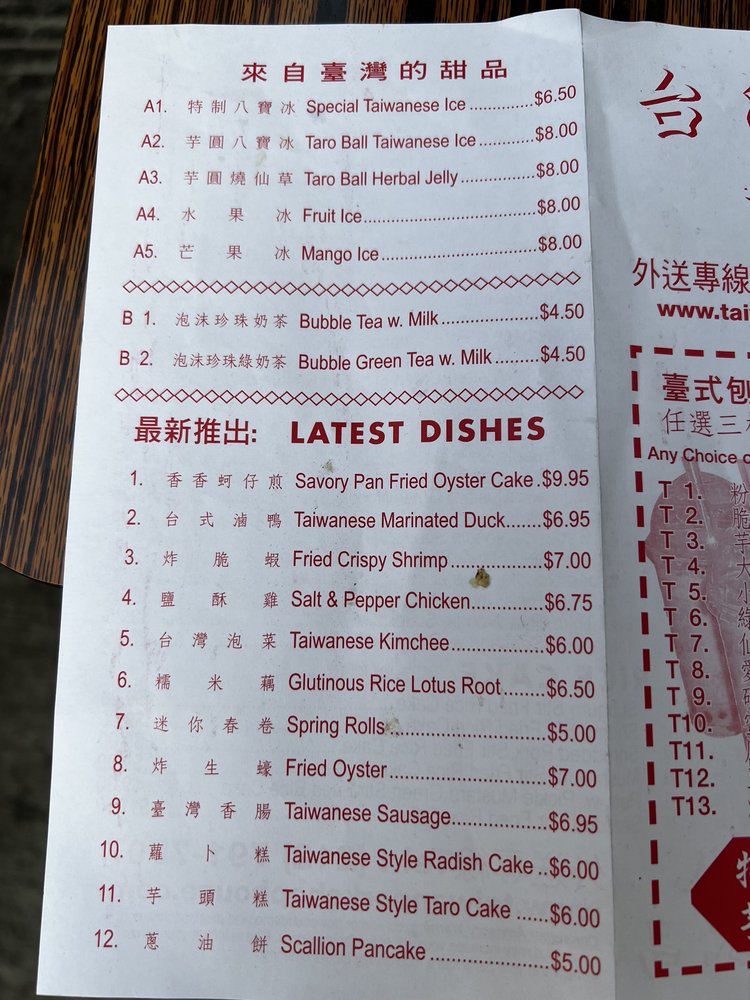 來自臺灣的甜品
A1. 特制八寶冰 Special Taiwanese Ice .............$6.50
A2. 芋圓八寶冰 Taro Ball Taiwanese Ice ............$8.00
A3. 芋圓燒仙草 Taro Ball Herbal Jelly ................$8.00
A4. 水果冰 Fruit Ice....................................$8.00
A5. 芒果冰 Mango Ice .................................$8.00
B 1. 泡沫珍珠奶茶 Bubble Tea w. Milk ....................$4.50
B 2. 泡沫珍珠綠奶茶 Bubble Green Tea w. Milk .........$4.50
最新推出: LATEST DISHES
1. 香香蚵仔煎 Savory Pan Fried Oyster Cake .$9.95
2. 台式滷鴨 Taiwanese Marinated Duck.......$6.95
3. 炸脆蝦 Fried Crispy Shrimp ..................$7.00
4. 鹽酥雞 Salt & Pepper Chicken..............$6.75
5. 台灣泡菜 Taiwanese Kimchee..................$6.00
6. 糯米藕 Glutinous Rice Lotus Root........$6.50
7. 迷你春卷 Spring Rolls ..............................$5.00
8. 炸生蠔 Fried Oyster..............................$7.00
9. 臺灣香腸 Taiwanese Sausage..................$6.95
10. 蘿卜糕 Taiwanese Style Radish Cake ..$6.00
11. 芋頭糕 Taiwanese Style Taro Cake ......$6.00
12. 蔥油餅 Scallion Pancake ......................$5.00
台
外送專線
www.tai
臺式刨
任選三
Any Choice
T 1. 粉
T 2. 脆
T 3. 芋
T 4. 大
T 5. 小
T 6. 綠
T 7. 仙
T 8.
T 9.
T10.
T11.
T12.
T13.